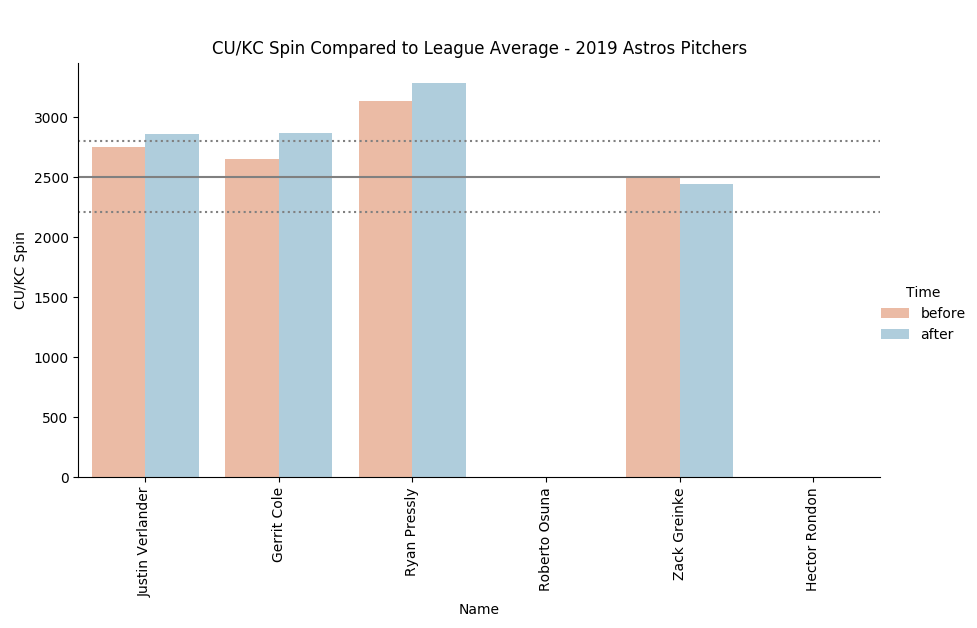 CU/KC Spin Compared to League Average - 2019 Astros Pitchers
CU/KC Spin
3000
2500
2000
1500
1000
500
0
Justin Verlander
Gerrit Cole
Ryan Pressly
Roberto Osuna
Zack Greinke
Hector Rondon
Name
Time
before
after